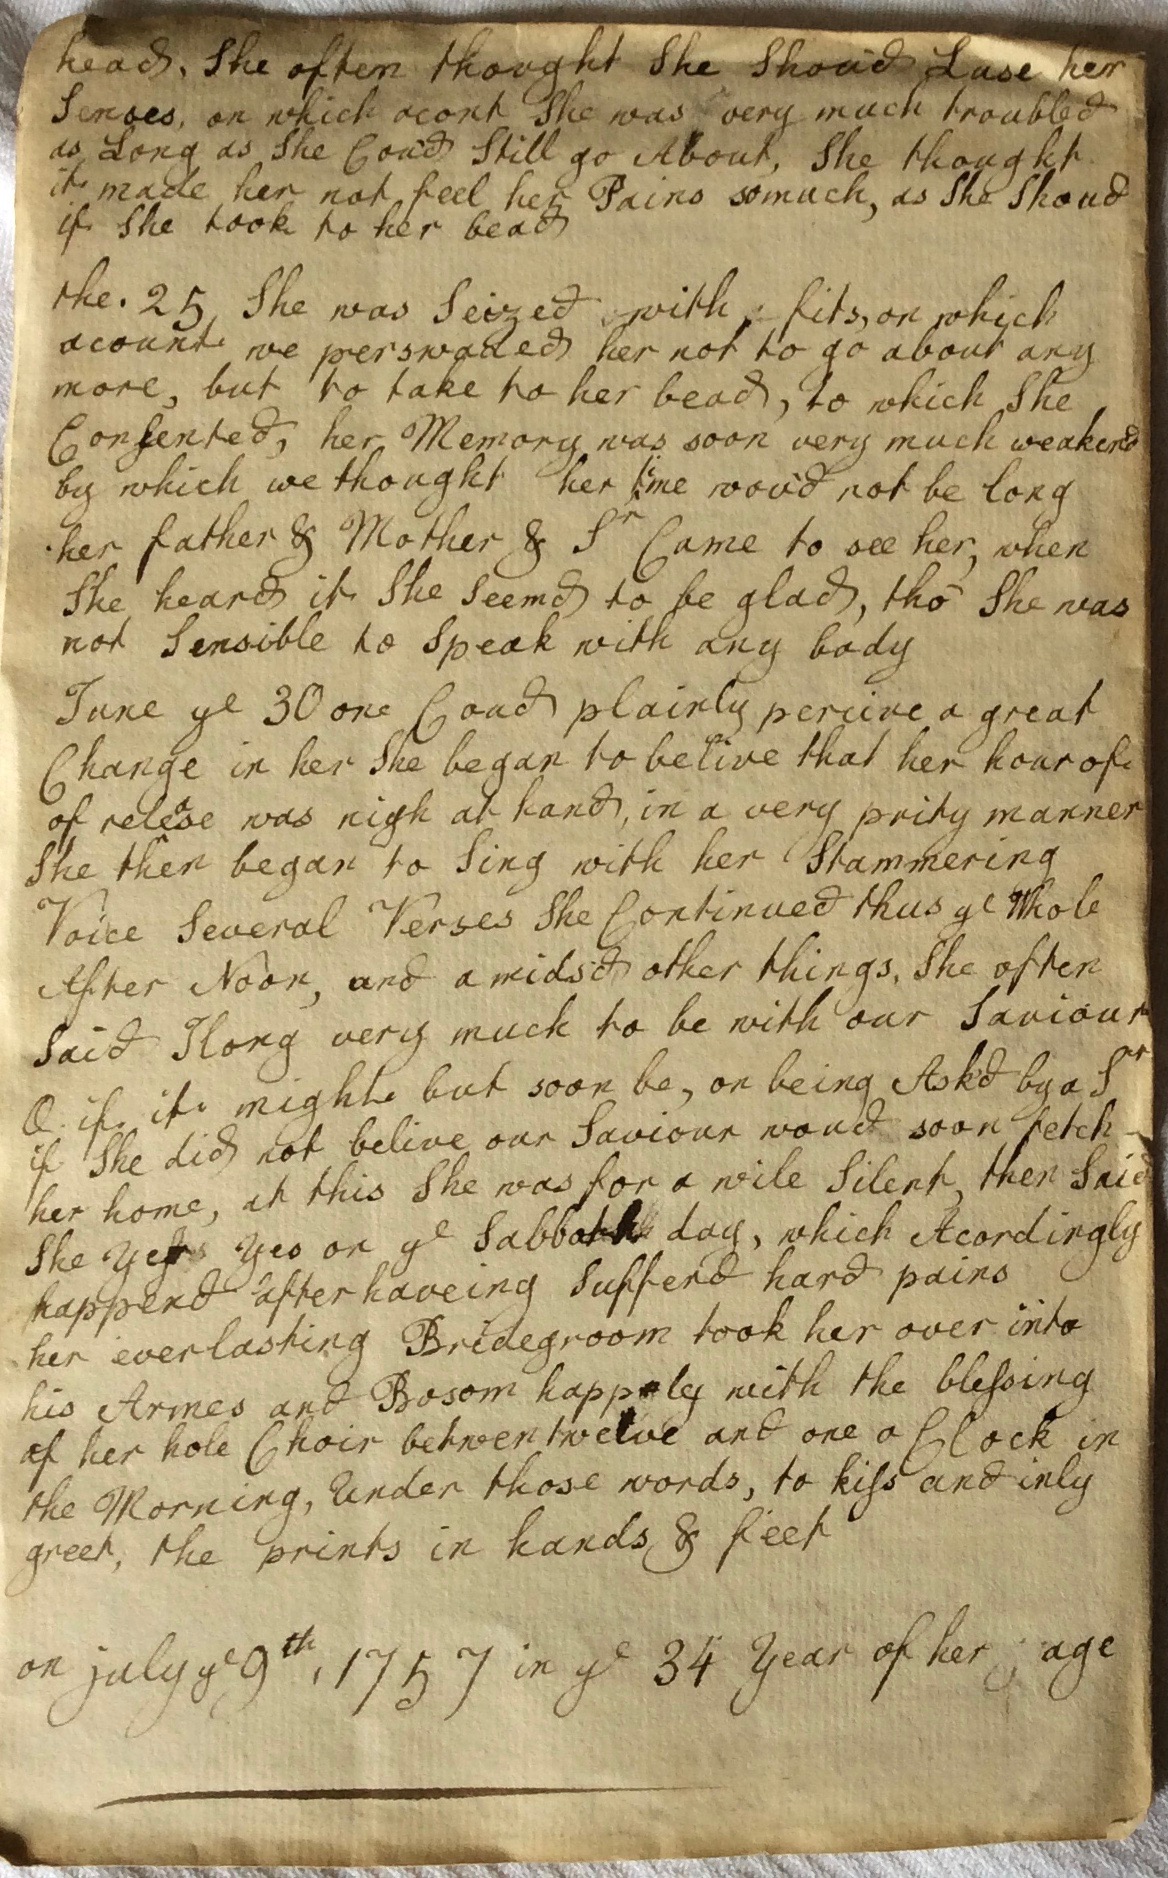 head, She often thought She Shoud Luse her
Senses, on which acont She was very much troubled
as Long as She Coud Still go About, She thought
it made her not feel her Pains somuch, as She Shoud
if She took to her bead
the. 25 She was Seized with fits, on which
acount we perswaded her not to go about any
more, but to take to her bead, to which She
Consented, her Memory was soon very much weakend
by which we thought her time woud not be long
her father & Mother & Sr Came to see her, when
She heard it She Seemd to be glad, tho She was
not Sensible to Speak with any body
June ye 30 one Coud plainly percive a great
Change in her She began to belive that her hour of
of release was nigh at hand, in a very prity manner
She then began to Sing with her Stammering
Voice Several Verses She Continued thus ye Whole
After Noon, and amidsd other things, She often
Said I long very much to be with our Saviour
O if it might but soon be, on being Askd by a Sr
if She did not belive our Saviour woud soon fetch
her home, at this She was for a wile Silent, then Said
She Yes Yes on ye Sabbath day, which Acordingly
happend after haveing Sufferd hard pains
her everlasting Bridegroom took her over into
his Armes and Bosom happely with the blessing
of her hole Choir betwen twelve and one a Clock in
the Morning, Under those words, to kiss and inly
greet, the prints in hands & feet
on july ye 9th, 1757 in ye 34 Year of her age